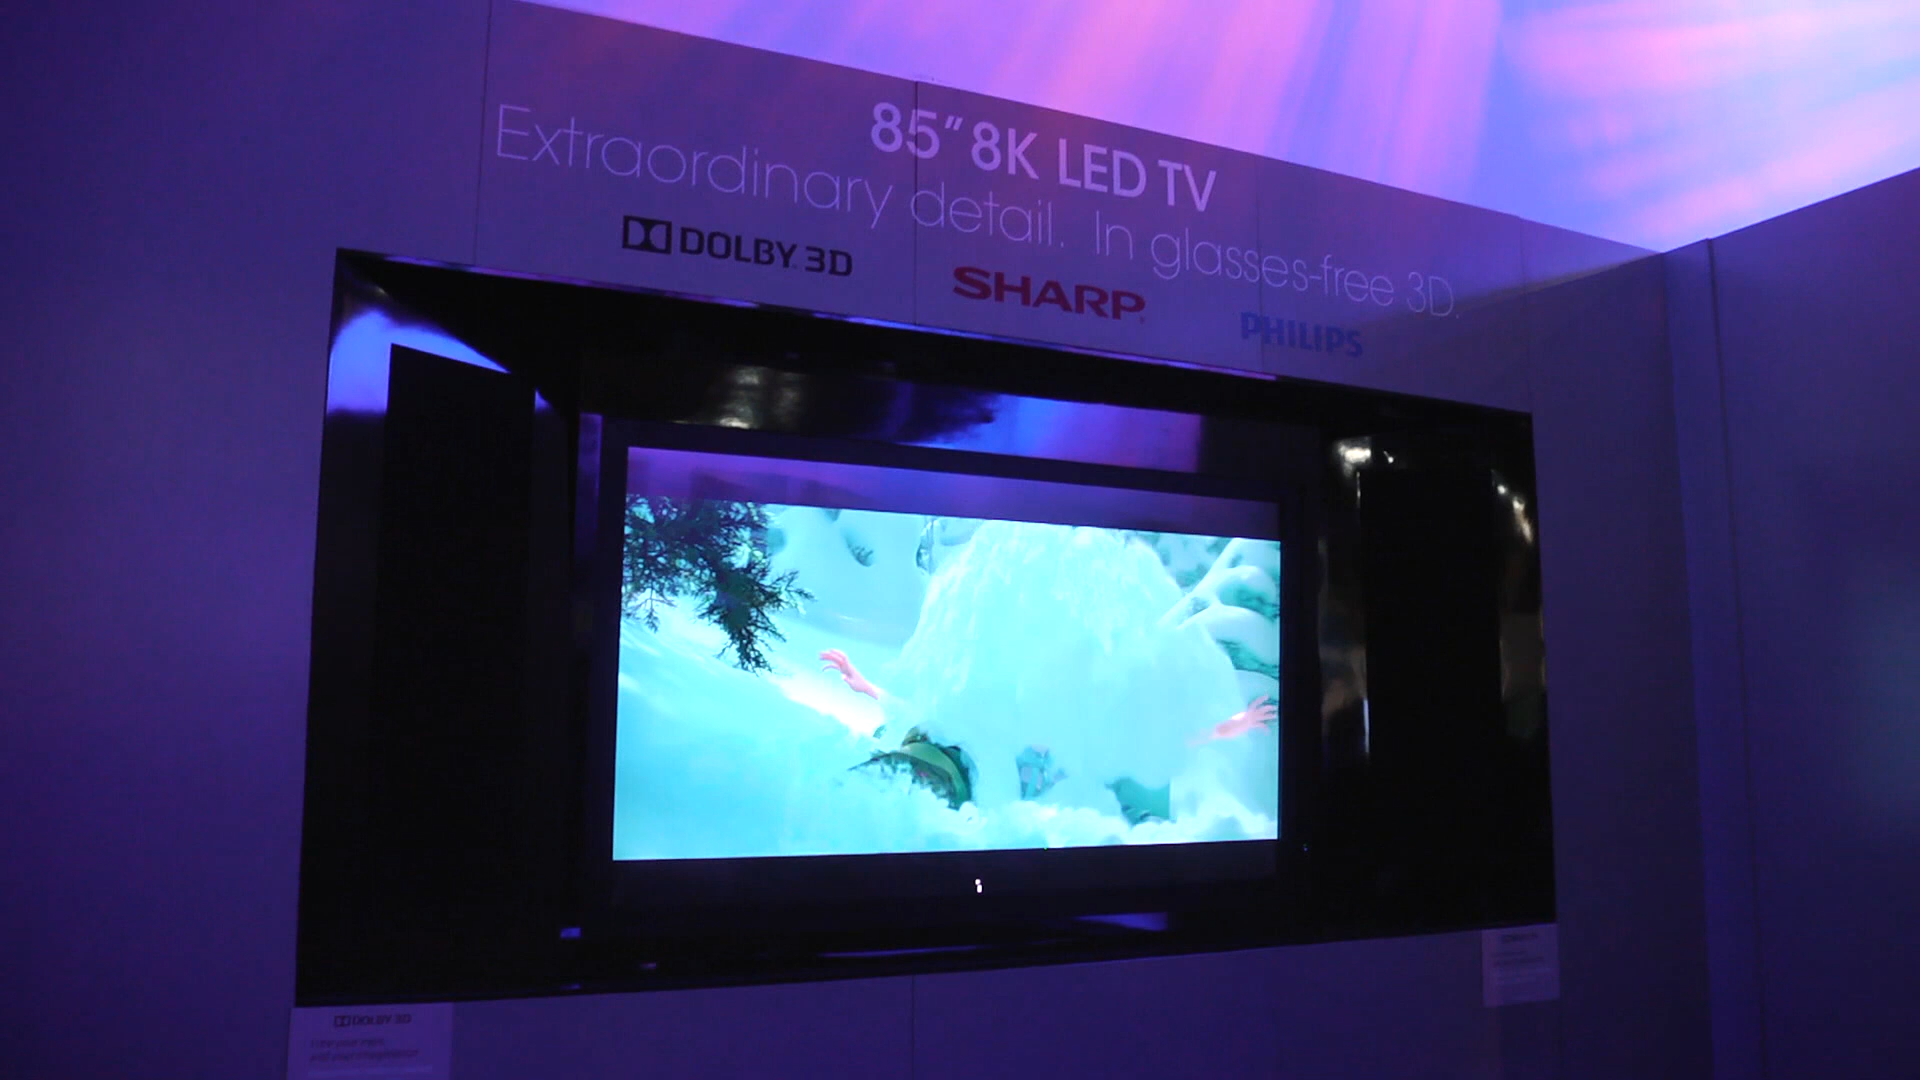 85" 8K LED TV
Extraordinary detail. In glasses-free 3D.
DOLBY 3D
SHARP
PHILIPS
DOLBY 3D